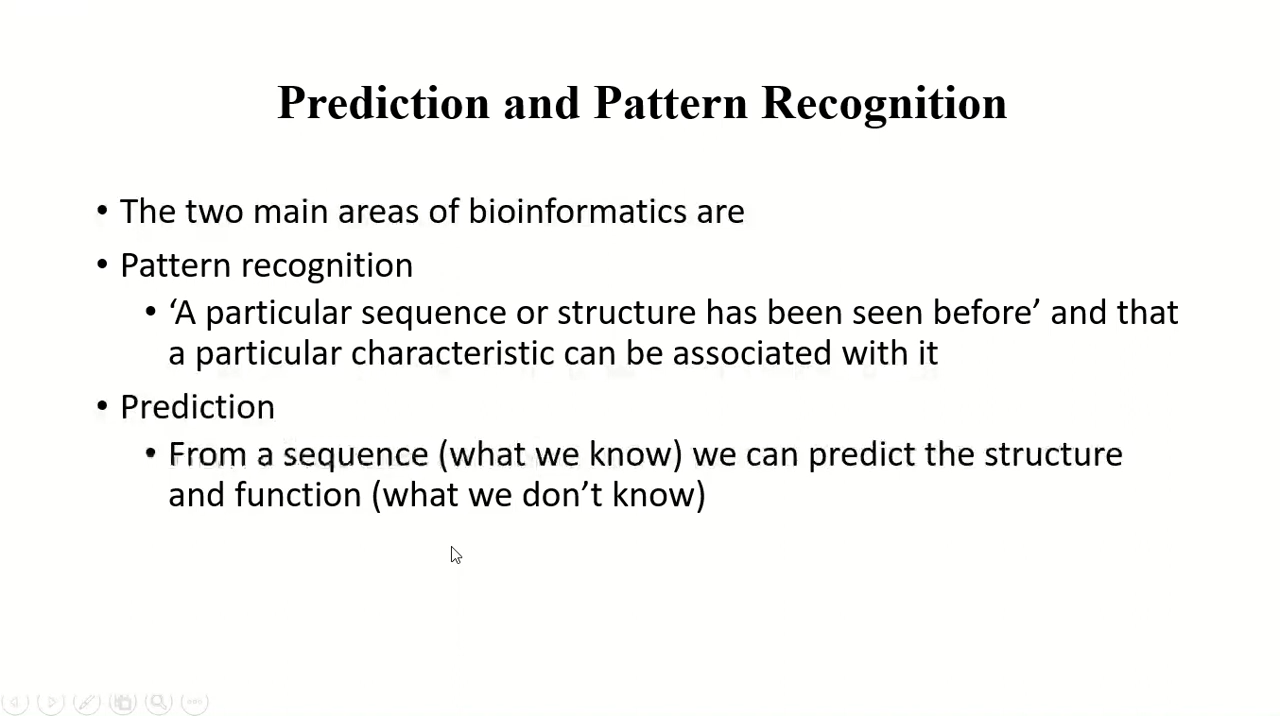 Prediction and Pattern Recognition
• The two main areas of bioinformatics are
• Pattern recognition
• ‘A particular sequence or structure has been seen before’ and that
a particular characteristic can be associated with it
• Prediction
• From a sequence (what we know) we can predict the structure
and function (what we don’t know)